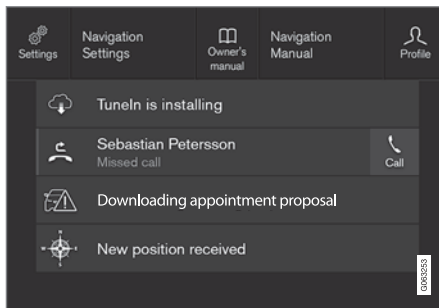 Settings
Navigation
Settings
Owner's
manual
Navigation
Manual
Profile
TuneIn is installing
Sebastian Petersson
Missed call
Call
Downloading appointment proposal
New position received
G063253